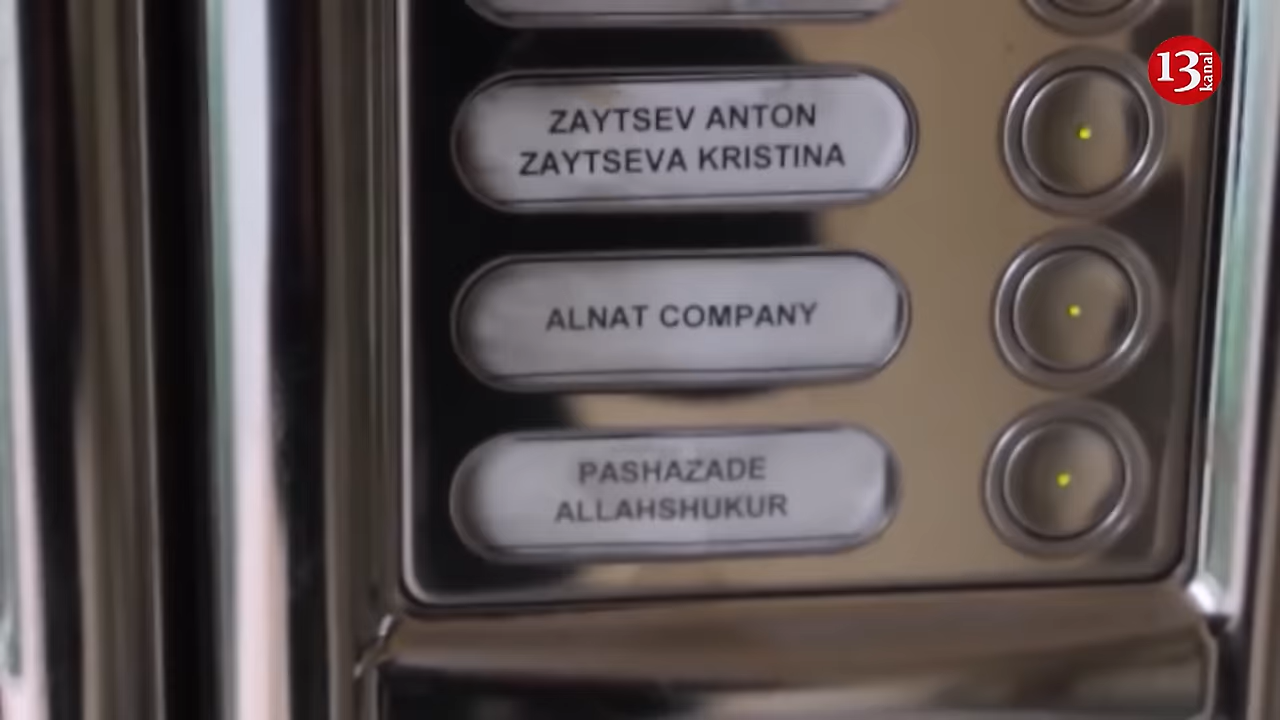 13 kanal
ZAYTSEV ANTON
ZAYTSEVA KRISTINA
ALNAT COMPANY
PASHAZADE
ALLAHSHUKUR